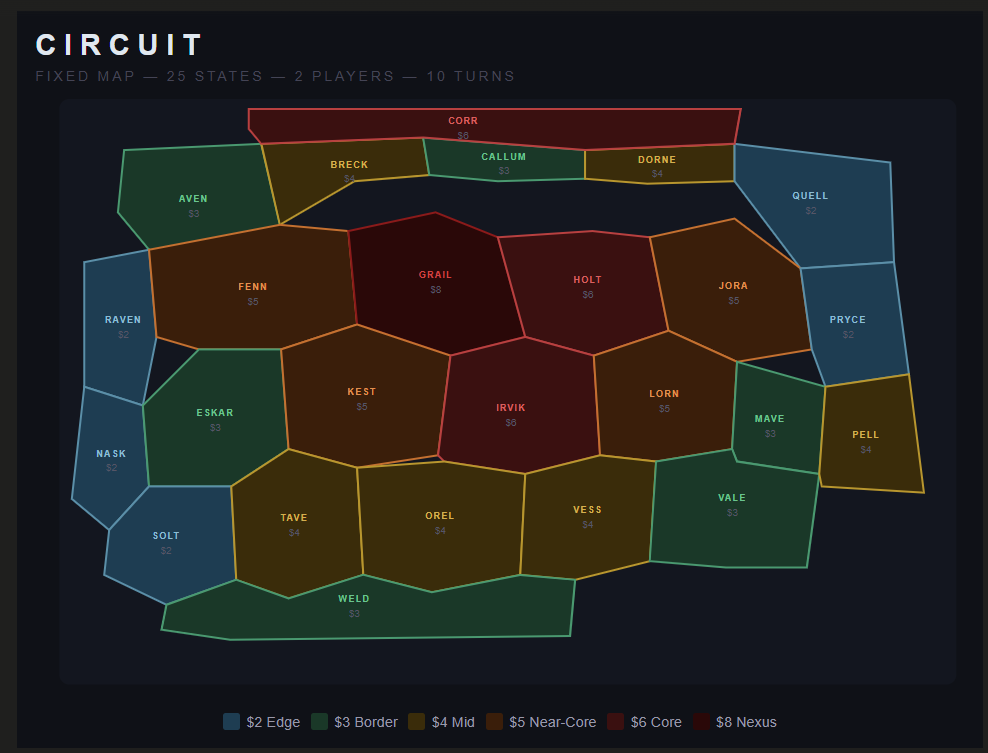 CIRCUIT
FIXED MAP — 25 STATES — 2 PLAYERS — 10 TURNS
CORR
$6
BRECK
$4
CALLUM
$3
DORNE
$4
AVEN
$3
QUELL
$2
FENN
$5
GRAIL
$8
HOLT
$6
JORA
$5
RAVEN
$2
PRYCE
$2
ESKAR
$3
KEST
$5
IRVIK
$6
LORN
$5
MAVE
$3
PELL
$4
NASK
$2
SOLT
$2
TAVE
$4
OREL
$4
VESS
$4
VALE
$3
WELD
$3
$2 Edge
$3 Border
$4 Mid
$5 Near-Core
$6 Core
$8 Nexus